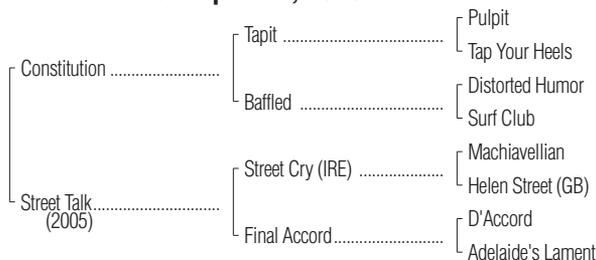 Constitution
Street Talk
(2005)
Tapit
Baffled
Street Cry (IRE)
Final Accord
Pulpit
Tap Your Heels
Distorted Humor
Surf Club
Machiavellian
Helen Street (GB)
D'Accord
Adelaide's Lament